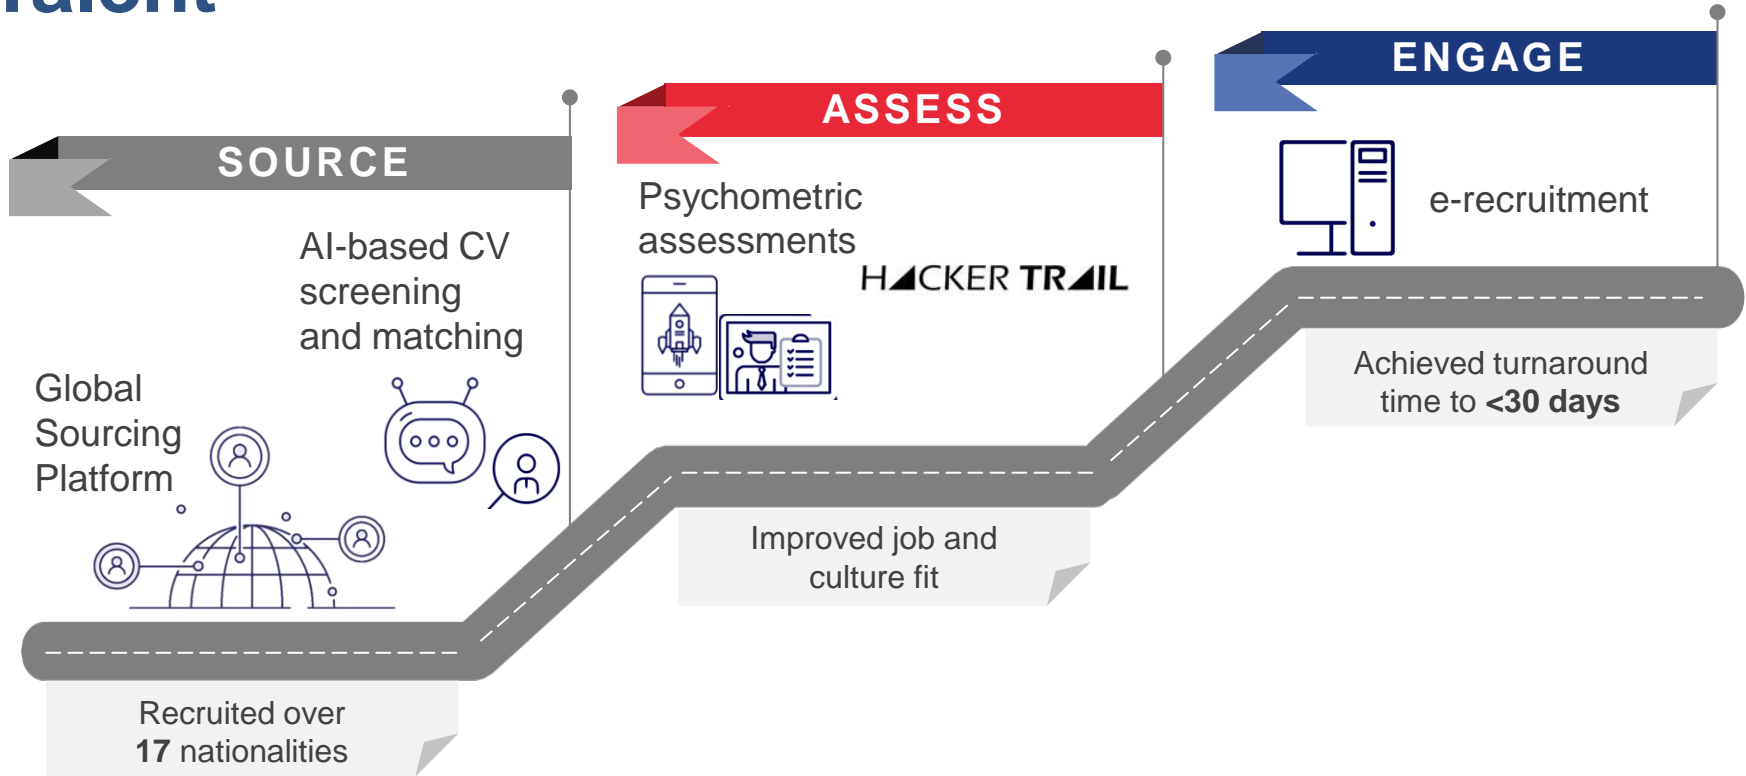 SOURCE
AI-based CV
screening
and matching
Global
Sourcing
Platform
Recruited over
17 nationalities
ASSESS
Psychometric
assessments
HACKER TRAIL
Improved job and
culture fit
ENGAGE
e-recruitment
Achieved turnaround
time to <30 days